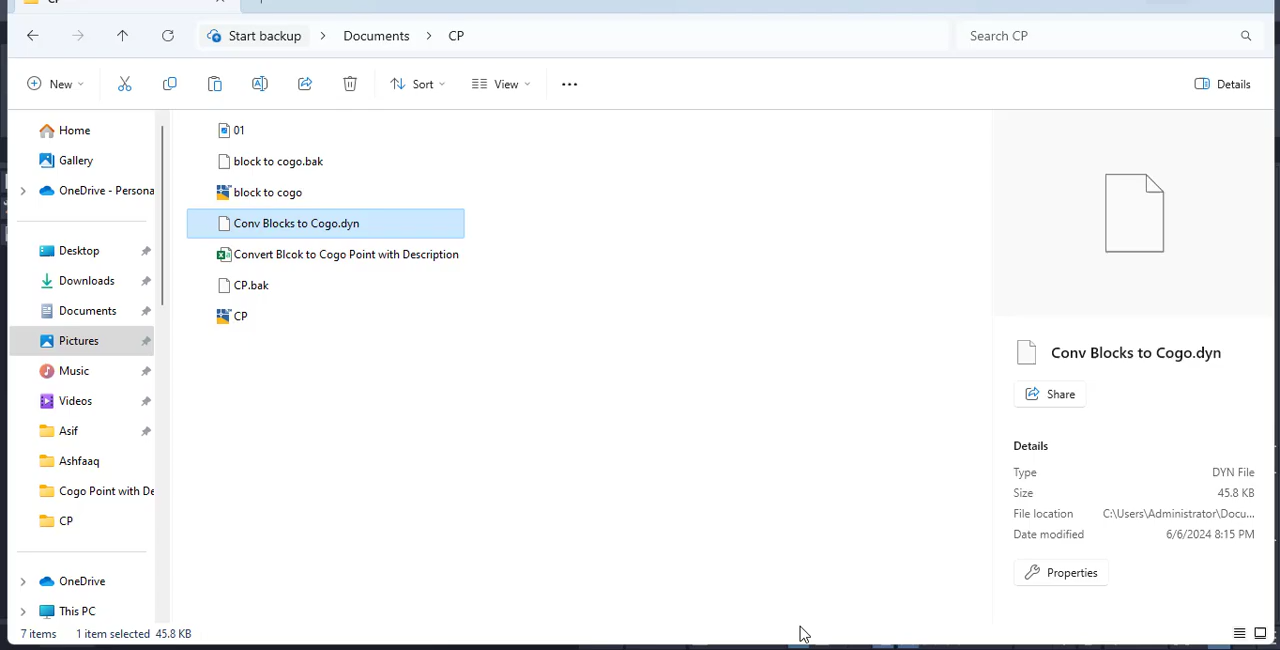 CP
Start backup > Documents > CP
Search CP
New
Sort
View
Details
Home
Gallery
OneDrive - Persona
Desktop
Downloads
Documents
Pictures
Music
Videos
Asif
Ashfaaq
Cogo Point with De
CP
OneDrive
This PC
01
block to cogo.bak
block to cogo
Conv Blocks to Cogo.dyn
Convert Blcok to Cogo Point with Description
CP.bak
CP
Conv Blocks to Cogo.dyn
Share
Details
Type DYN File
Size 45.8 KB
File location C:\Users\Administrator\Docu...
Date modified 6/6/2024 8:15 PM
Properties
7 items 1 item selected 45.8 KB